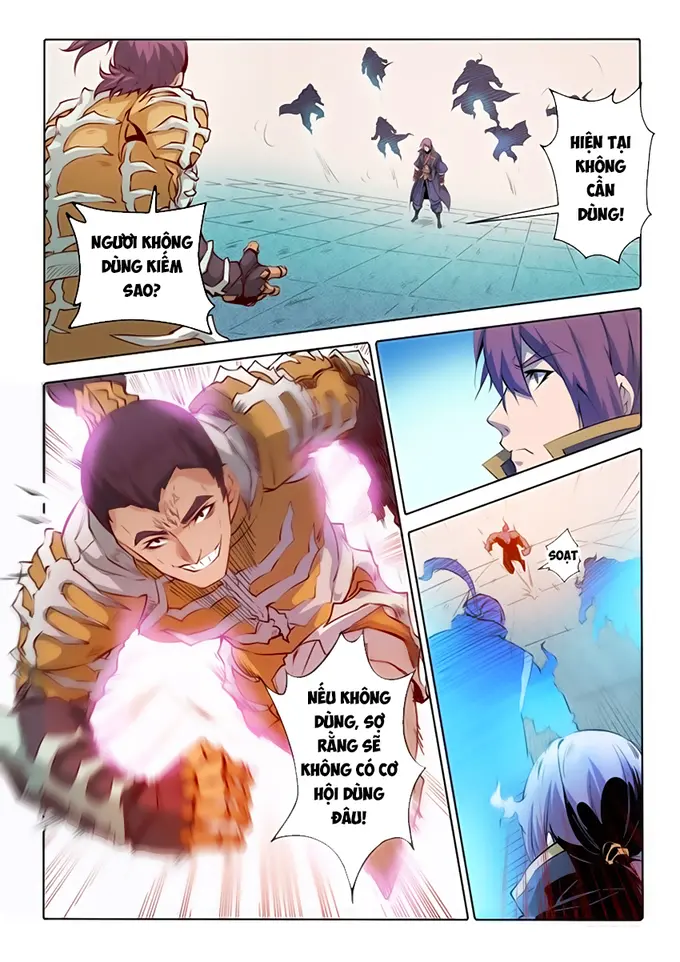 NGƯƠI KHÔNG
DÙNG KIẾM
SAO?
HIỆN TẠI
KHÔNG
CẦN
DÙNG!
NẾU KHÔNG
DÙNG, SỢ
RẰNG SẼ
KHÔNG CÓ CƠ
HỘI DÙNG
ĐÂU!
SOẠT